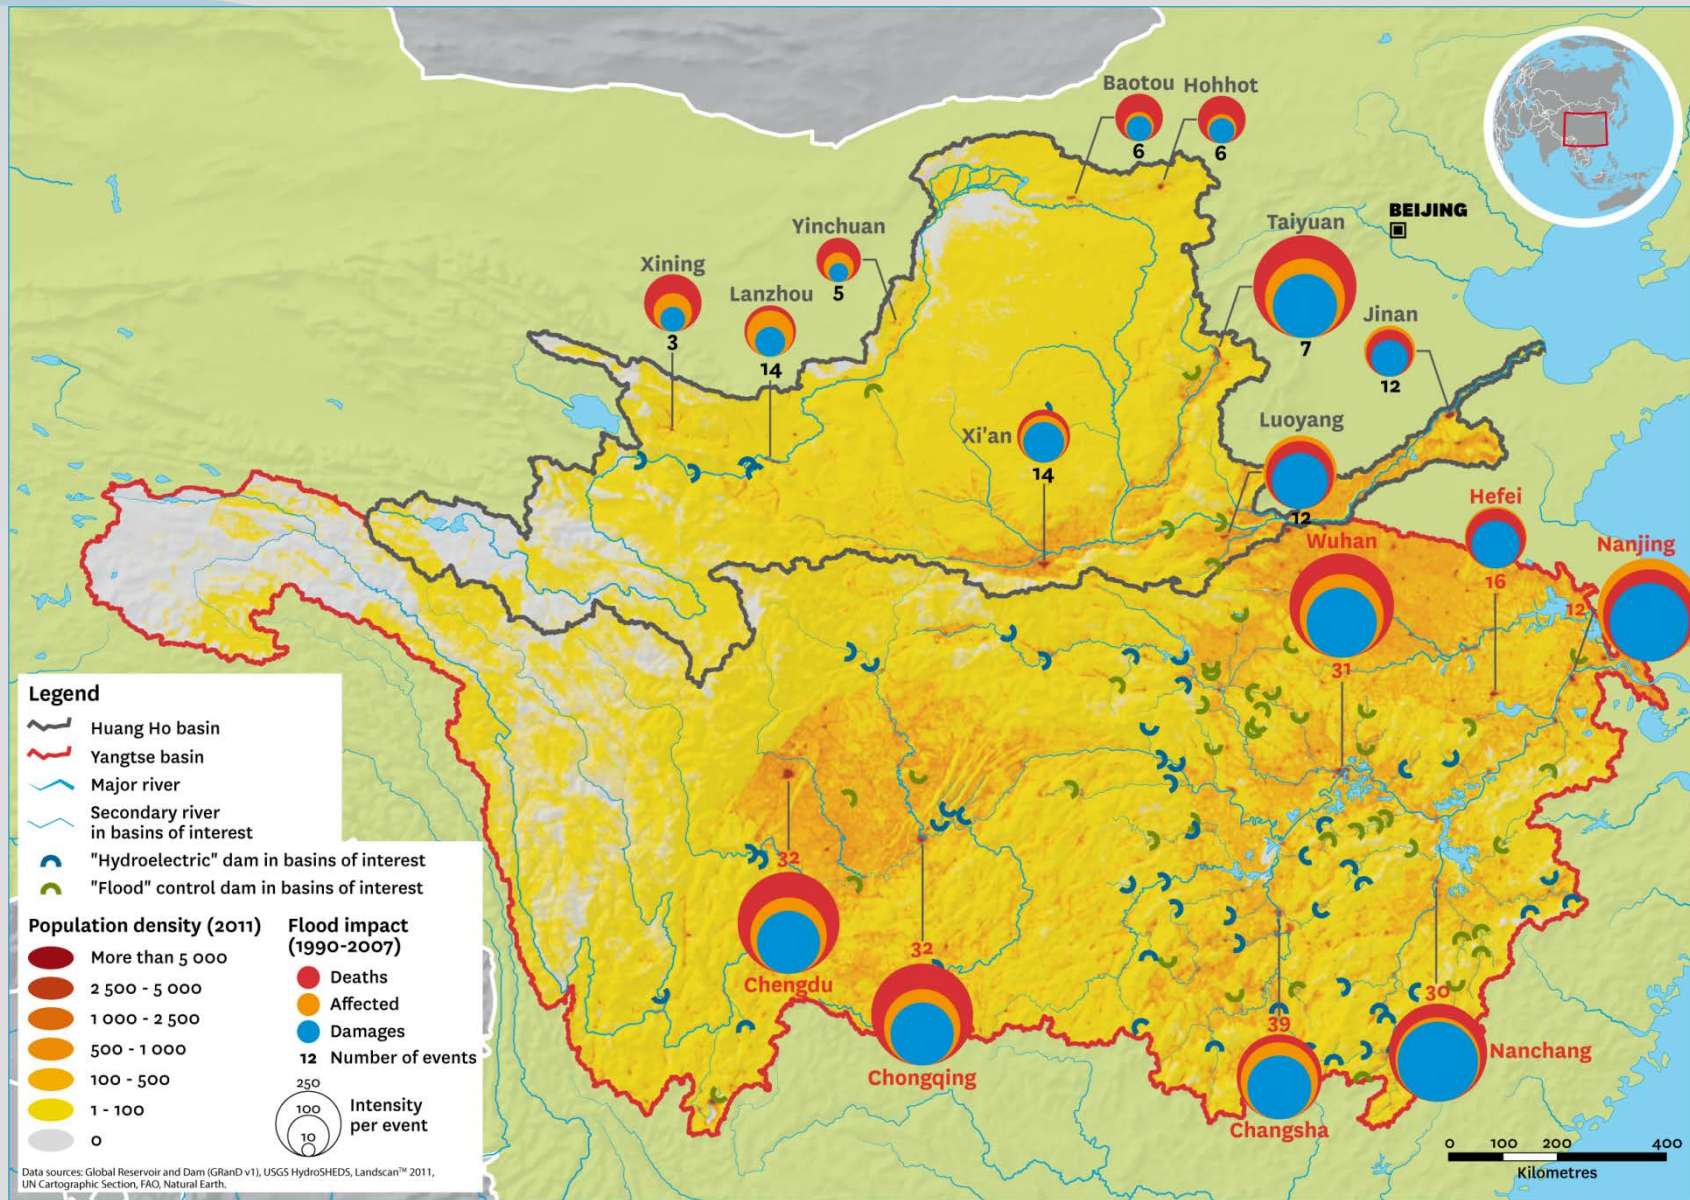 Baotou
Hohhot
6
6
BEIJING
Taiyuan
7
Yinchuan
5
Xining
3
Lanzhou
14
Jinan
12
Xi'an
14
Luoyang
12
Hefei
16
Wuhan
31
Nanjing
12
32
Chengdu
32
Chongqing
39
Changsha
30
Nanchang
Legend
Huang Ho basin
Yangtse basin
Major river
Secondary river
in basins of interest
"Hydroelectric" dam in basins of interest
"Flood" control dam in basins of interest
Population density (2011)
More than 5 000
2 500 - 5 000
1 000 - 2 500
500 - 1 000
100 - 500
1 - 100
0
Flood impact
(1990-2007)
Deaths
Affected
Damages
12 Number of events
250
100
10
Intensity
per event
Data sources: Global Reservoir and Dam (GRanD v1), USGS HydroSHEDS, Landscan™ 2011,
UN Cartographic Section, FAO, Natural Earth.
0 100 200 400
Kilometres